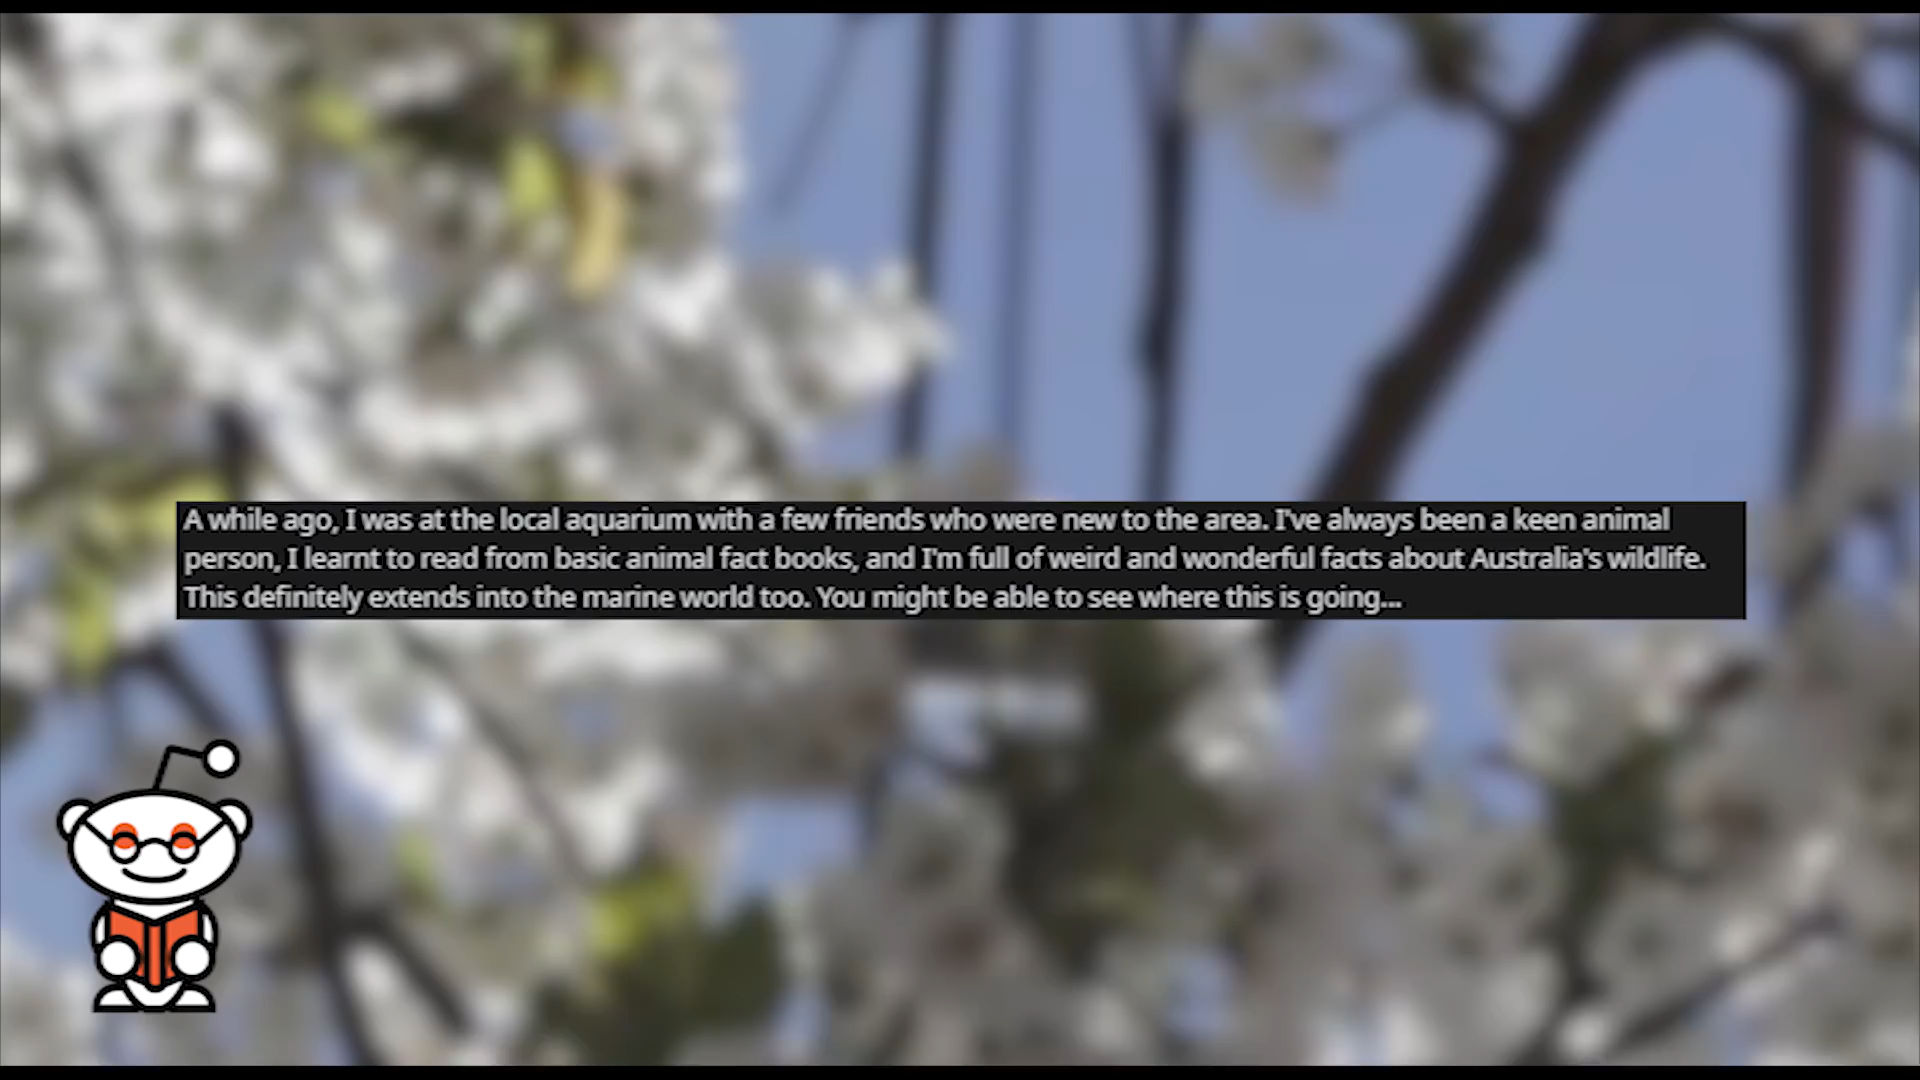 A while ago, I was at the local aquarium with a few friends who were new to the area. I've always been a keen animal
person, I learnt to read from basic animal fact books, and I'm full of weird and wonderful facts about Australia's wildlife.
This definitely extends into the marine world too. You might be able to see where this is going...